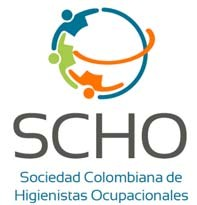 SCHO
Sociedad Colombiana de
Higienistas Ocupacionales